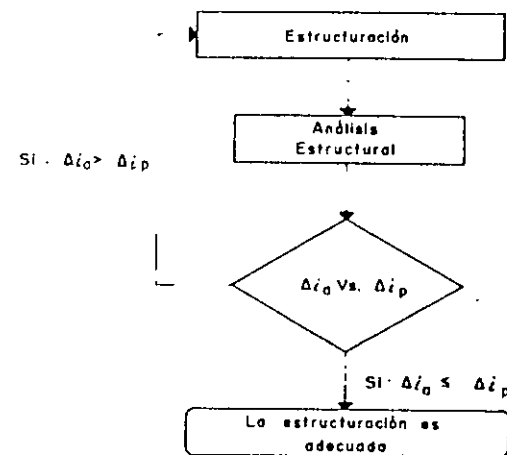 Estructuración
Análisis
Estructural
Si · Δia> Δip
Δia Vs. Δip
Si· Δia ≤ Δip
La estructuración es
adecuada